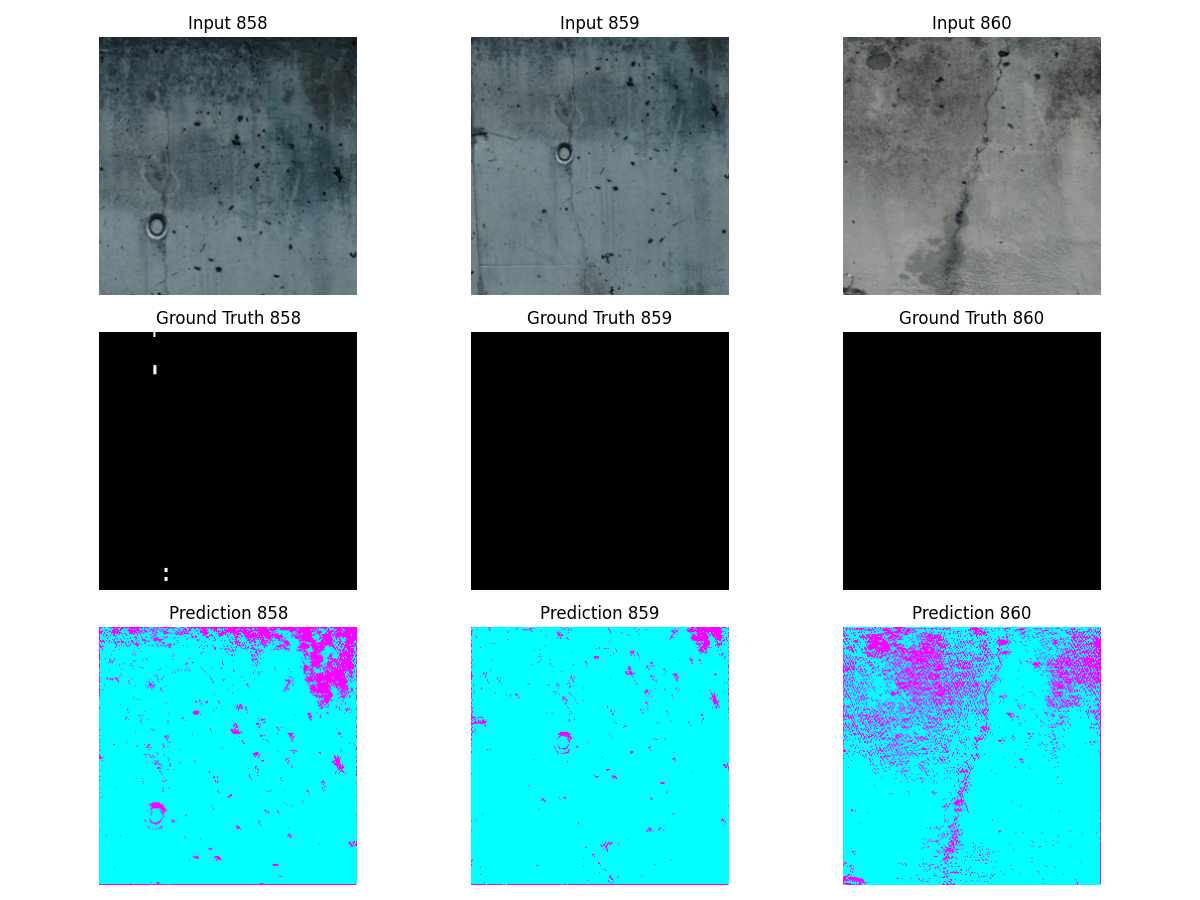 Input 858
Input 859
Input 860
Ground Truth 858
Ground Truth 859
Ground Truth 860
Prediction 858
Prediction 859
Prediction 860